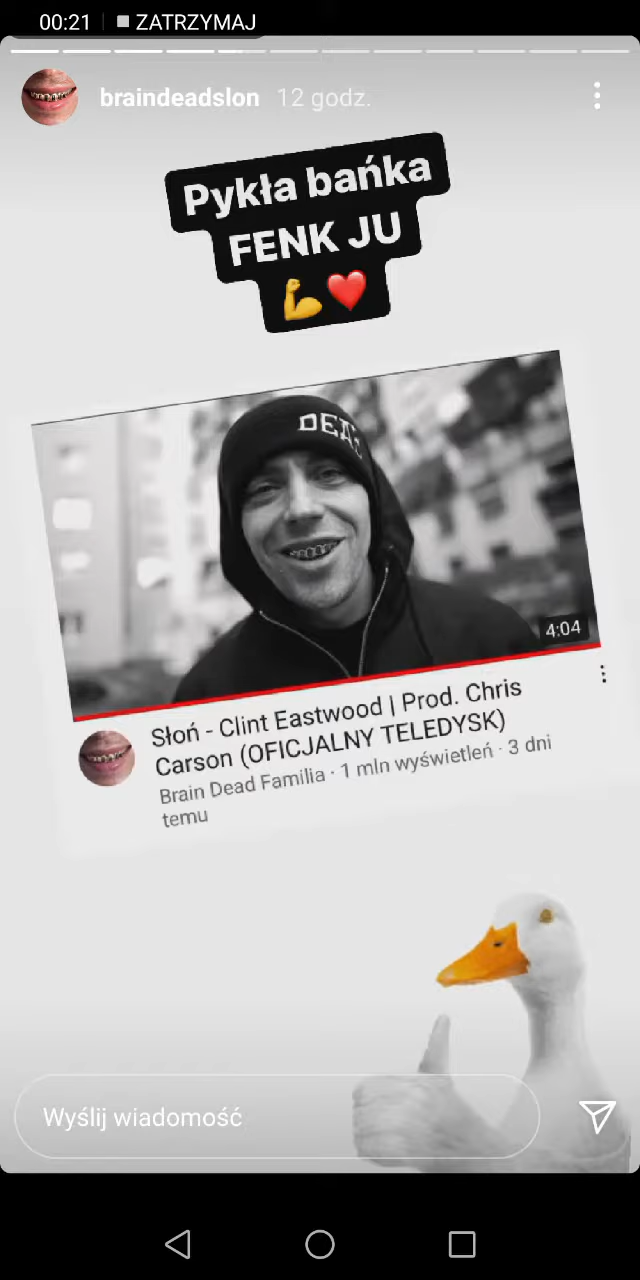 00:21 ZATRZYMAJ
braindeadslon 12 godz.
Pykła bańka
FENK JU
💪❤️
DEA
4:04
Słoń - Clint Eastwood | Prod. Chris
Carson (OFICJALNY TELEDYSK)
Brain Dead Familia · 1 mln wyświetleń · 3 dni
temu
Wyślij wiadomość